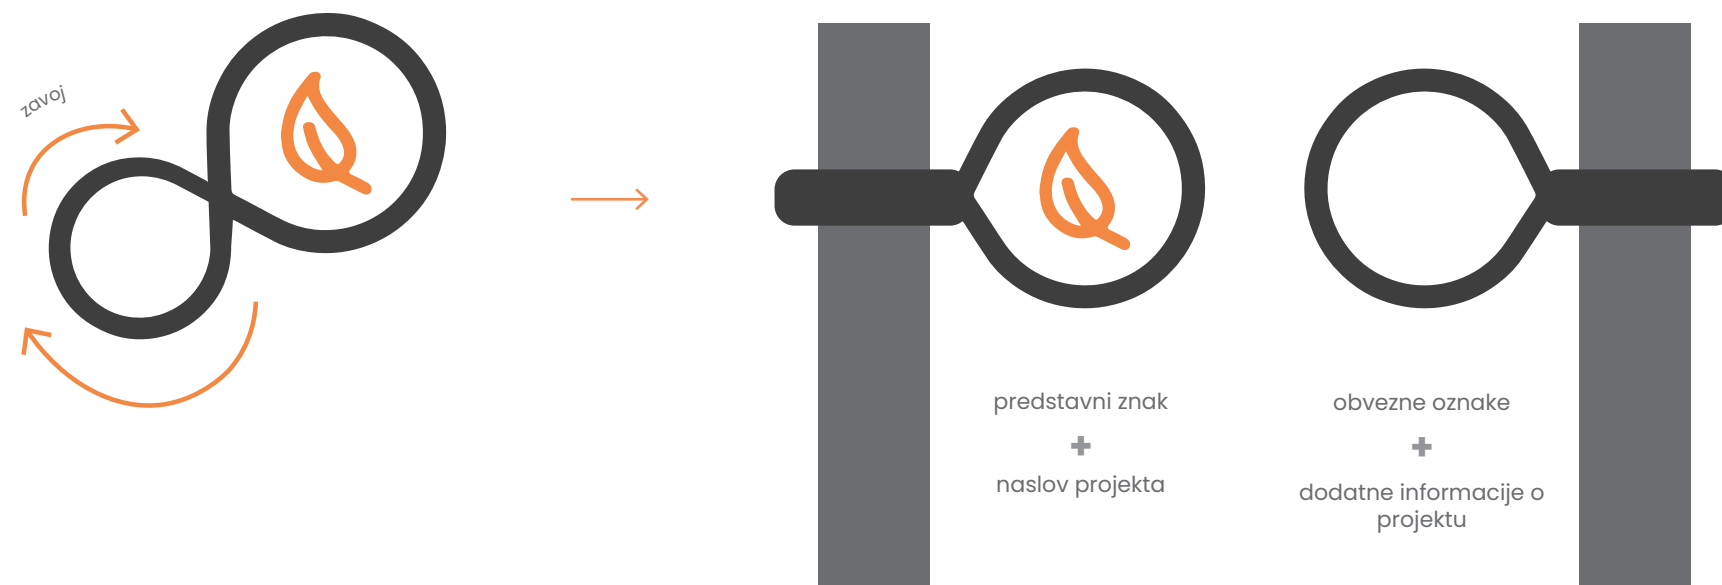 zavoj
predstavni znak
+
naslov projekta
obvezne oznake
+
dodatne informacije o
projektu